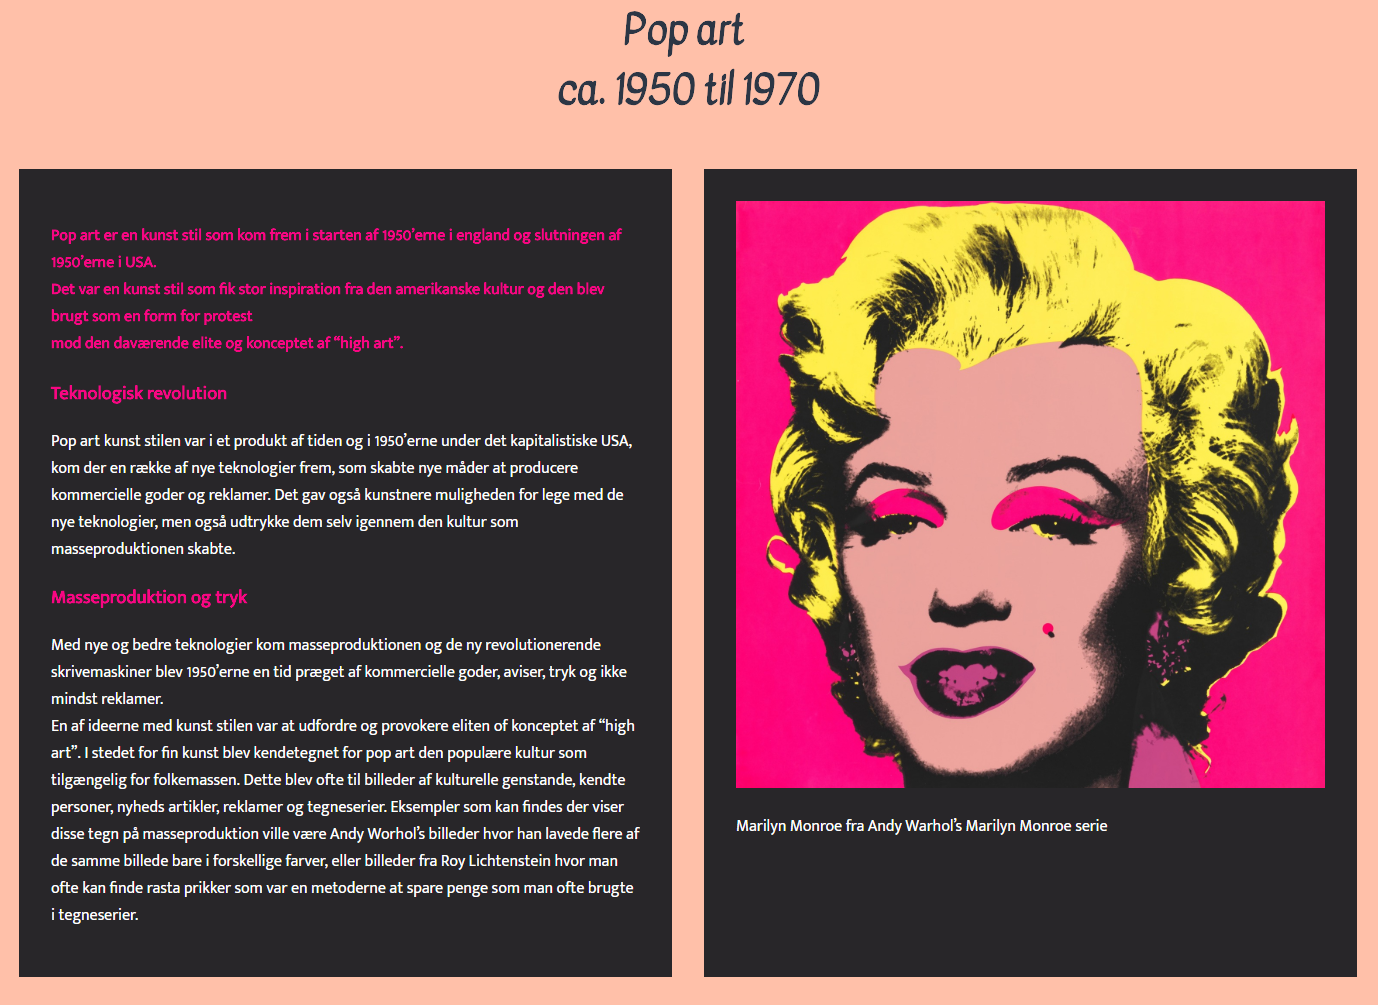 Pop art
ca. 1950 til 1970
Pop art er en kunst stil som kom frem i starten af 1950’erne i england og slutningen af
1950’erne i USA.
Det var en kunst stil som fik stor inspiration fra den amerikanske kultur og den blev
brugt som en form for protest
mod den daværende elite og konceptet af “high art”.
Teknologisk revolution
Pop art kunst stilen var i et produkt af tiden og i 1950’erne under det kapitalistiske USA,
kom der en række af nye teknologier frem, som skabte nye måder at producere
kommercielle goder og reklamer. Det gav også kunstnere muligheden for lege med de
nye teknologier, men også udtrykke dem selv igennem den kultur som
masseproduktionen skabte.
Masseproduktion og tryk
Med nye og bedre teknologier kom masseproduktionen og de ny revolutionerende
skrivemaskiner blev 1950’erne en tid præget af kommercielle goder, aviser, tryk og ikke
mindst reklamer.
En af ideerne med kunst stilen var at udfordre og provokere eliten of konceptet af “high
art”. I stedet for fin kunst blev kendetegnet for pop art den populære kultur som
tilgængelig for folkemassen. Dette blev ofte til billeder af kulturelle genstande, kendte
personer, nyheds artikler, reklamer og tegneserier. Eksempler som kan findes der viser
disse tegn på masseproduktion ville være Andy Worhol’s billeder hvor han lavede flere af
de samme billede bare i forskellige farver, eller billeder fra Roy Lichtenstein hvor man
ofte kan finde rasta prikker som var en metoderne at spare penge som man ofte brugte
i tegneserier.
Marilyn Monroe fra Andy Warhol’s Marilyn Monroe serie